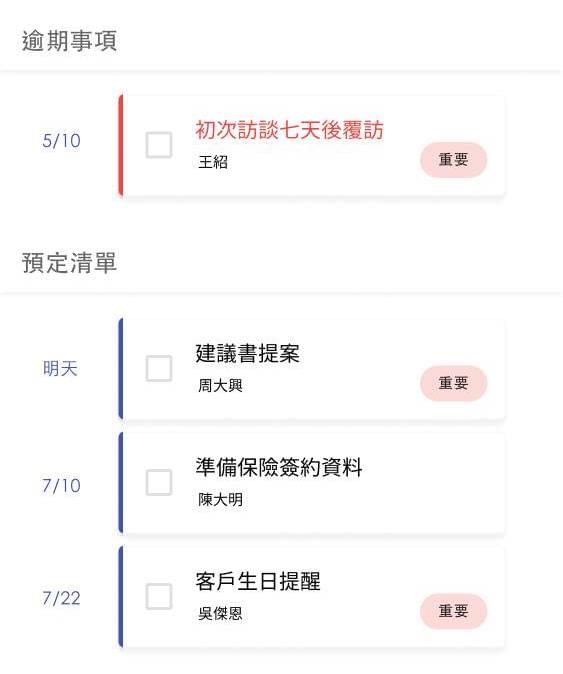 逾期事項
5/10
初次訪談七天後覆訪
王紹
重要
預定清單
明天
建議書提案
周大興
重要
7/10
準備保險簽約資料
陳大明
7/22
客戶生日提醒
吳傑恩
重要